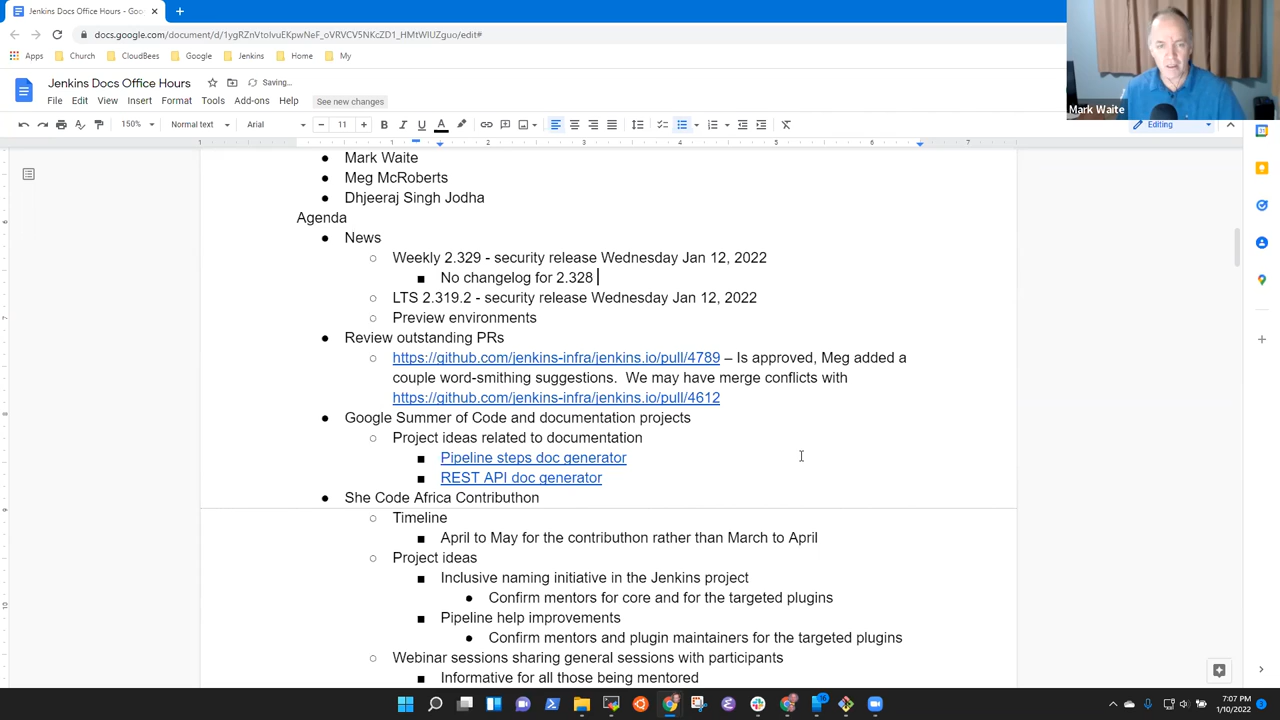 Jenkins Docs Office Hours - Goo
docs.google.com/document/d/1ygRZnVtoIvuEKpwNeF_oVRVCV5NKcZD1_HMtWIUZguo/edit#
Apps Church CloudBees Google Jenkins Home My
Jenkins Docs Office Hours Saving...
File Edit View Insert Format Tools Add-ons Help See new changes
150% Normal text Arial 11 Editing
Mark Waite
1 1 2 3 4 5 6 7
Mark Waite
Meg McRoberts
Dhjeeraj Singh Jodha
Agenda
News
Weekly 2.329 - security release Wednesday Jan 12, 2022
No changelog for 2.328
LTS 2.319.2 - security release Wednesday Jan 12, 2022
Preview environments
Review outstanding PRs
https://github.com/jenkins-infra/jenkins.io/pull/4789 – Is approved, Meg added a
couple word-smithing suggestions. We may have merge conflicts with
https://github.com/jenkins-infra/jenkins.io/pull/4612
Google Summer of Code and documentation projects
Project ideas related to documentation
Pipeline steps doc generator
REST API doc generator
She Code Africa Contributhon
Timeline
April to May for the contributhon rather than March to April
Project ideas
Inclusive naming initiative in the Jenkins project
Confirm mentors for core and for the targeted plugins
Pipeline help improvements
Confirm mentors and plugin maintainers for the targeted plugins
Webinar sessions sharing general sessions with participants
Informative for all those being mentored
7:07 PM
1/10/2022